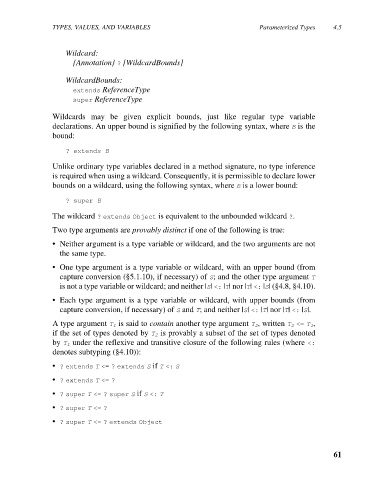 TYPES, VALUES, AND VARIABLES Parameterized Types 4.5
Wildcard:
{Annotation} ? [WildcardBounds]
WildcardBounds:
extends ReferenceType
super ReferenceType
Wildcards may be given explicit bounds, just like regular type variable
declarations. An upper bound is signified by the following syntax, where B is the
bound:
? extends B
Unlike ordinary type variables declared in a method signature, no type inference
is required when using a wildcard. Consequently, it is permissible to declare lower
bounds on a wildcard, using the following syntax, where B is a lower bound:
? super B
The wildcard ? extends Object is equivalent to the unbounded wildcard ?.
Two type arguments are provably distinct if one of the following is true:
• Neither argument is a type variable or wildcard, and the two arguments are not
the same type.
• One type argument is a type variable or wildcard, with an upper bound (from
capture conversion (§5.1.10), if necessary) of S; and the other type argument T
is not a type variable or wildcard; and neither |S| <: |T| nor |T| <: |S| (§4.8, §4.10).
• Each type argument is a type variable or wildcard, with upper bounds (from
capture conversion, if necessary) of S and T; and neither |S| <: |T| nor |T| <: |S|.
A type argument T₁ is said to contain another type argument T₂, written T₂ <= T₁,
if the set of types denoted by T₂ is provably a subset of the set of types denoted
by T₁ under the reflexive and transitive closure of the following rules (where <:
denotes subtyping (§4.10)):
• ? extends T <= ? extends S if T <: S
• ? extends T <= ?
• ? super T <= ? super S if S <: T
• ? super T <= ?
• ? super T <= ? extends Object
61